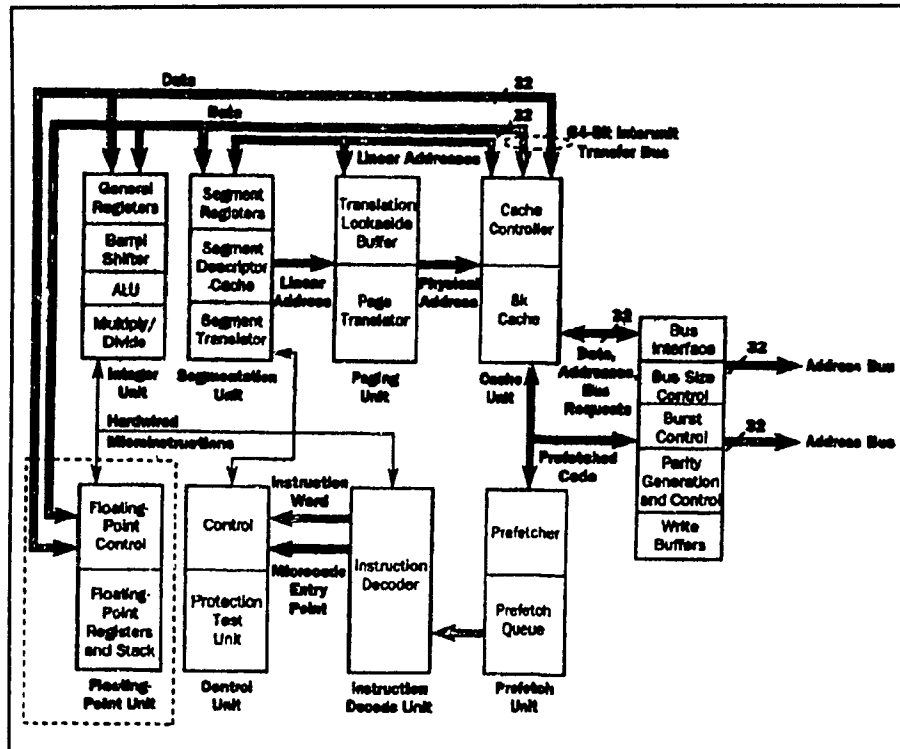 Data
32
Data
32
64-Bit Interunit
Transfer Bus
Linear Addresses
General
Registers
Barrel
Shifter
ALU
Multiply/
Divide
Integer
Unit
Segment
Registers
Segment
Descriptor
-Cache
Segment
Translator
Segmentation
Unit
Linear
Address
Translation
Lookaside
Buffer
Page
Translator
Paging
Unit
Physical
Address
Cache
Controller
8k
Cache
Cache
Unit
32
Data,
Addresses,
Bus
Requests
Bus
Interface
Bus Size
Control
Burst
Control
Parity
Generation
and Control
Write
Buffers
32
Address Bus
32
Address Bus
Hardwired
Microinstructions
Prefetched
Code
Floating-
Point
Control
Floating-
Point
Registers
and Stack
Floating-
Point Unit
Control
Protection
Test
Unit
Dontrol
Unit
Instruction
Word
Microcode
Entry
Point
Instruction
Decoder
Instruction
Decode Unit
Prefetcher
Prefetch
Queue
Prefetch
Unit